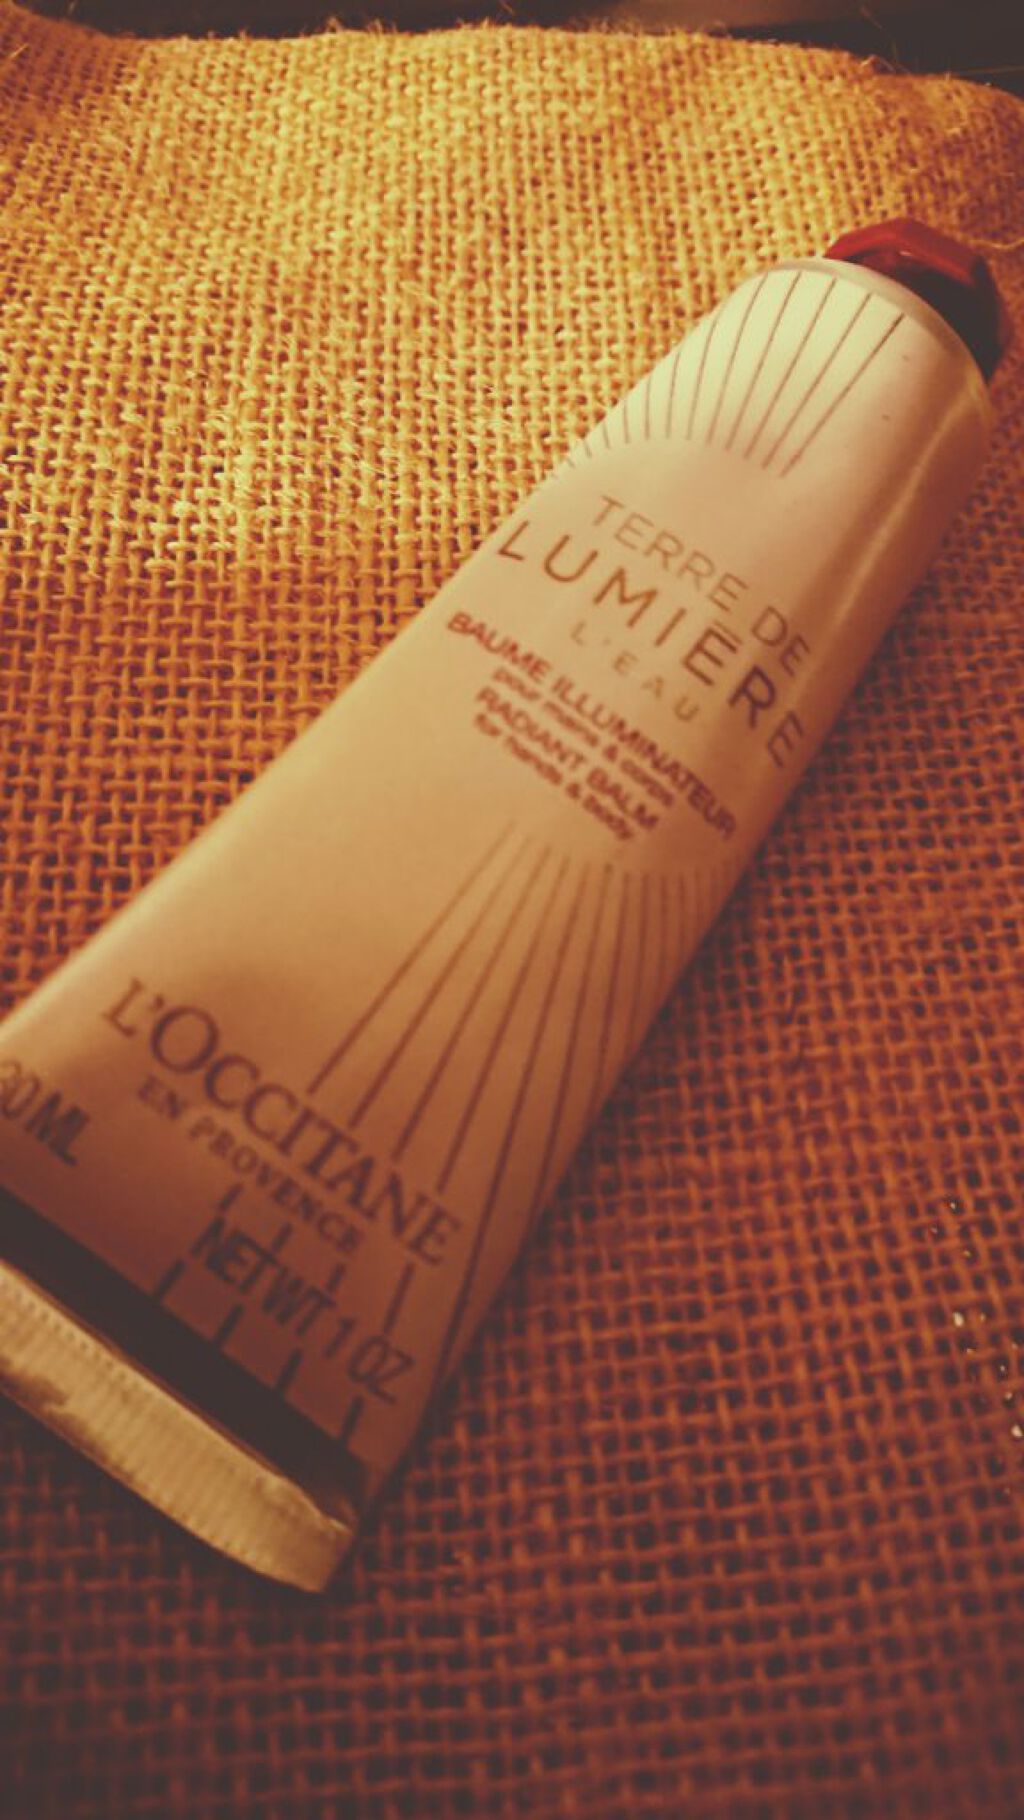 TERRE DE
LUMIÈRE
L'EAU
BAUME ILLUMINATEUR
pour mains & corps
RADIANT BALM
for hands & body
L'OCCITANE
EN PROVENCE
30 ML
NET WT 1 OZ